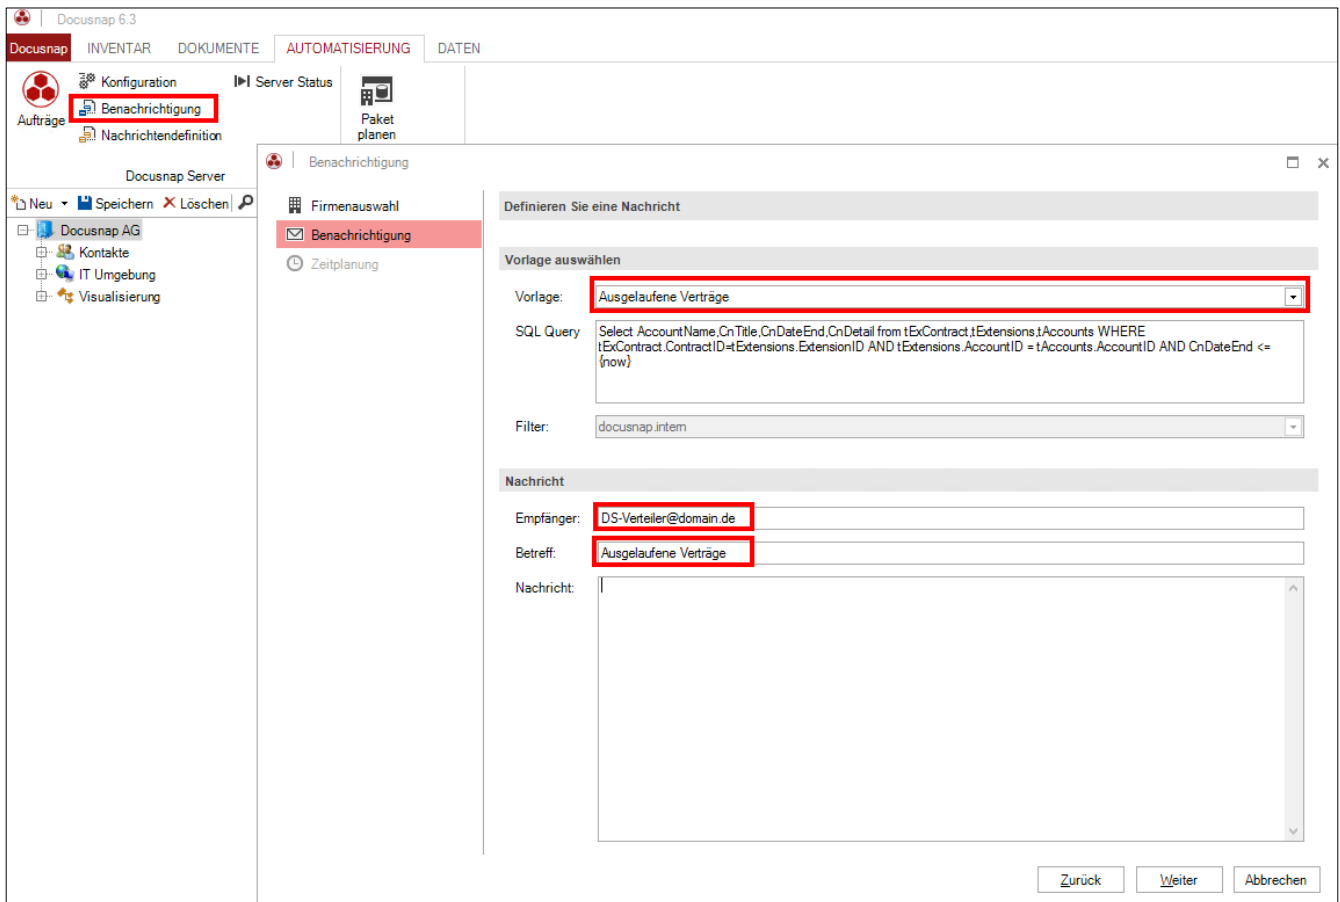 Docusnap 6.3
Docusnap INVENTAR DOKUMENTE AUTOMATISIERUNG DATEN
Konfiguration Server Status
Benachrichtigung
Aufträge
Nachrichtendefinition
Paket
planen
Docusnap Server
Neu Speichern Löschen
Docusnap AG
Kontakte
IT Umgebung
Visualisierung
Benachrichtigung
Firmenauswahl
Benachrichtigung
Zeitplanung
Definieren Sie eine Nachricht
Vorlage auswählen
Vorlage: Ausgelaufene Verträge
SQL Query Select AccountName,CnTitle,CnDateEnd,CnDetail from tExContract,tExtensions,tAccounts WHERE
tExContract.ContractID=tExtensions.ExtensionID AND tExtensions.AccountID = tAccounts.AccountID AND CnDateEnd <=
{now}
Filter: docusnap.intern
Nachricht
Empfänger: DS-Verteiler@domain.de
Betreff: Ausgelaufene Verträge
Nachricht:
Zurück Weiter Abbrechen